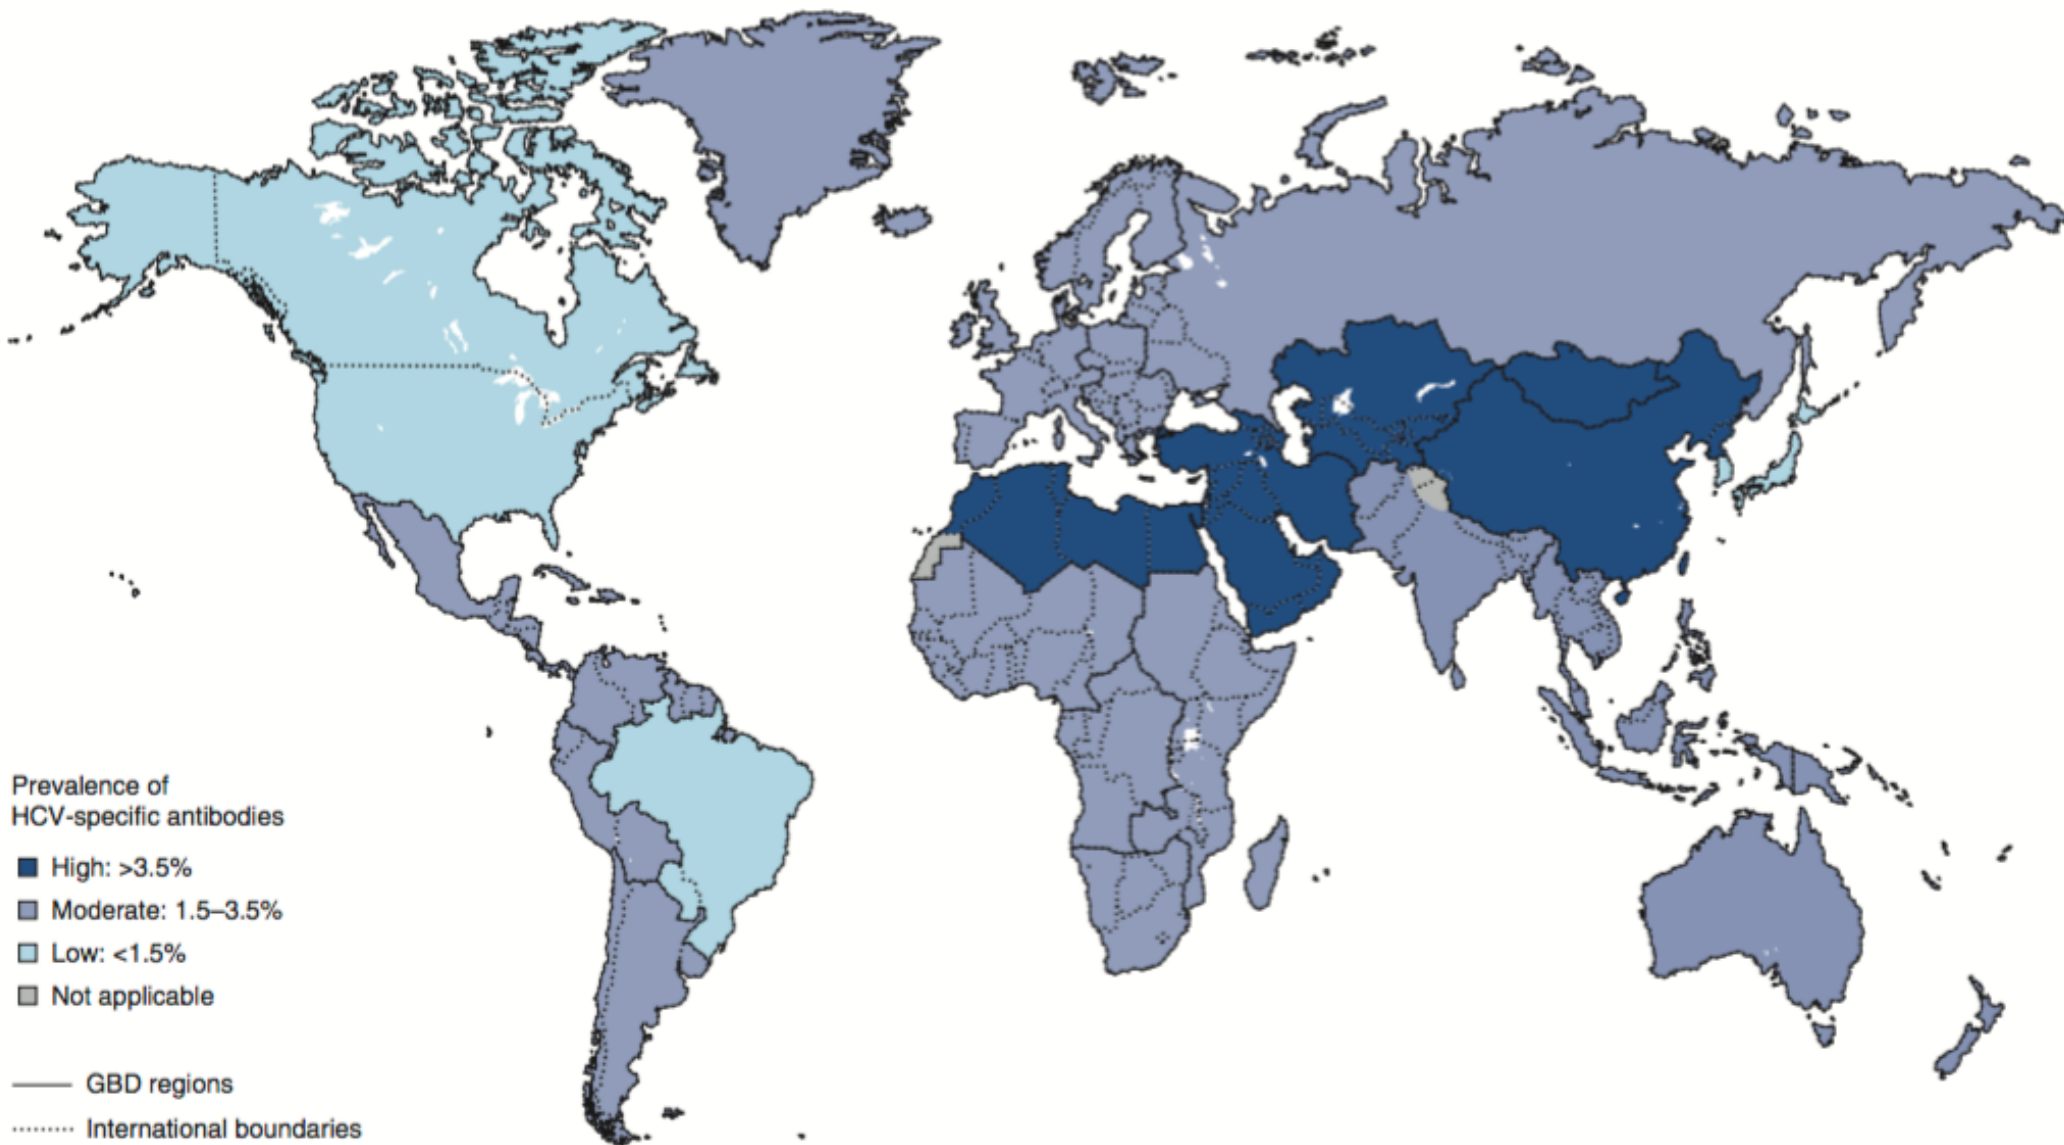 Prevalence of
HCV-specific antibodies
High: >3.5%
Moderate: 1.5–3.5%
Low: <1.5%
Not applicable
GBD regions
International boundaries